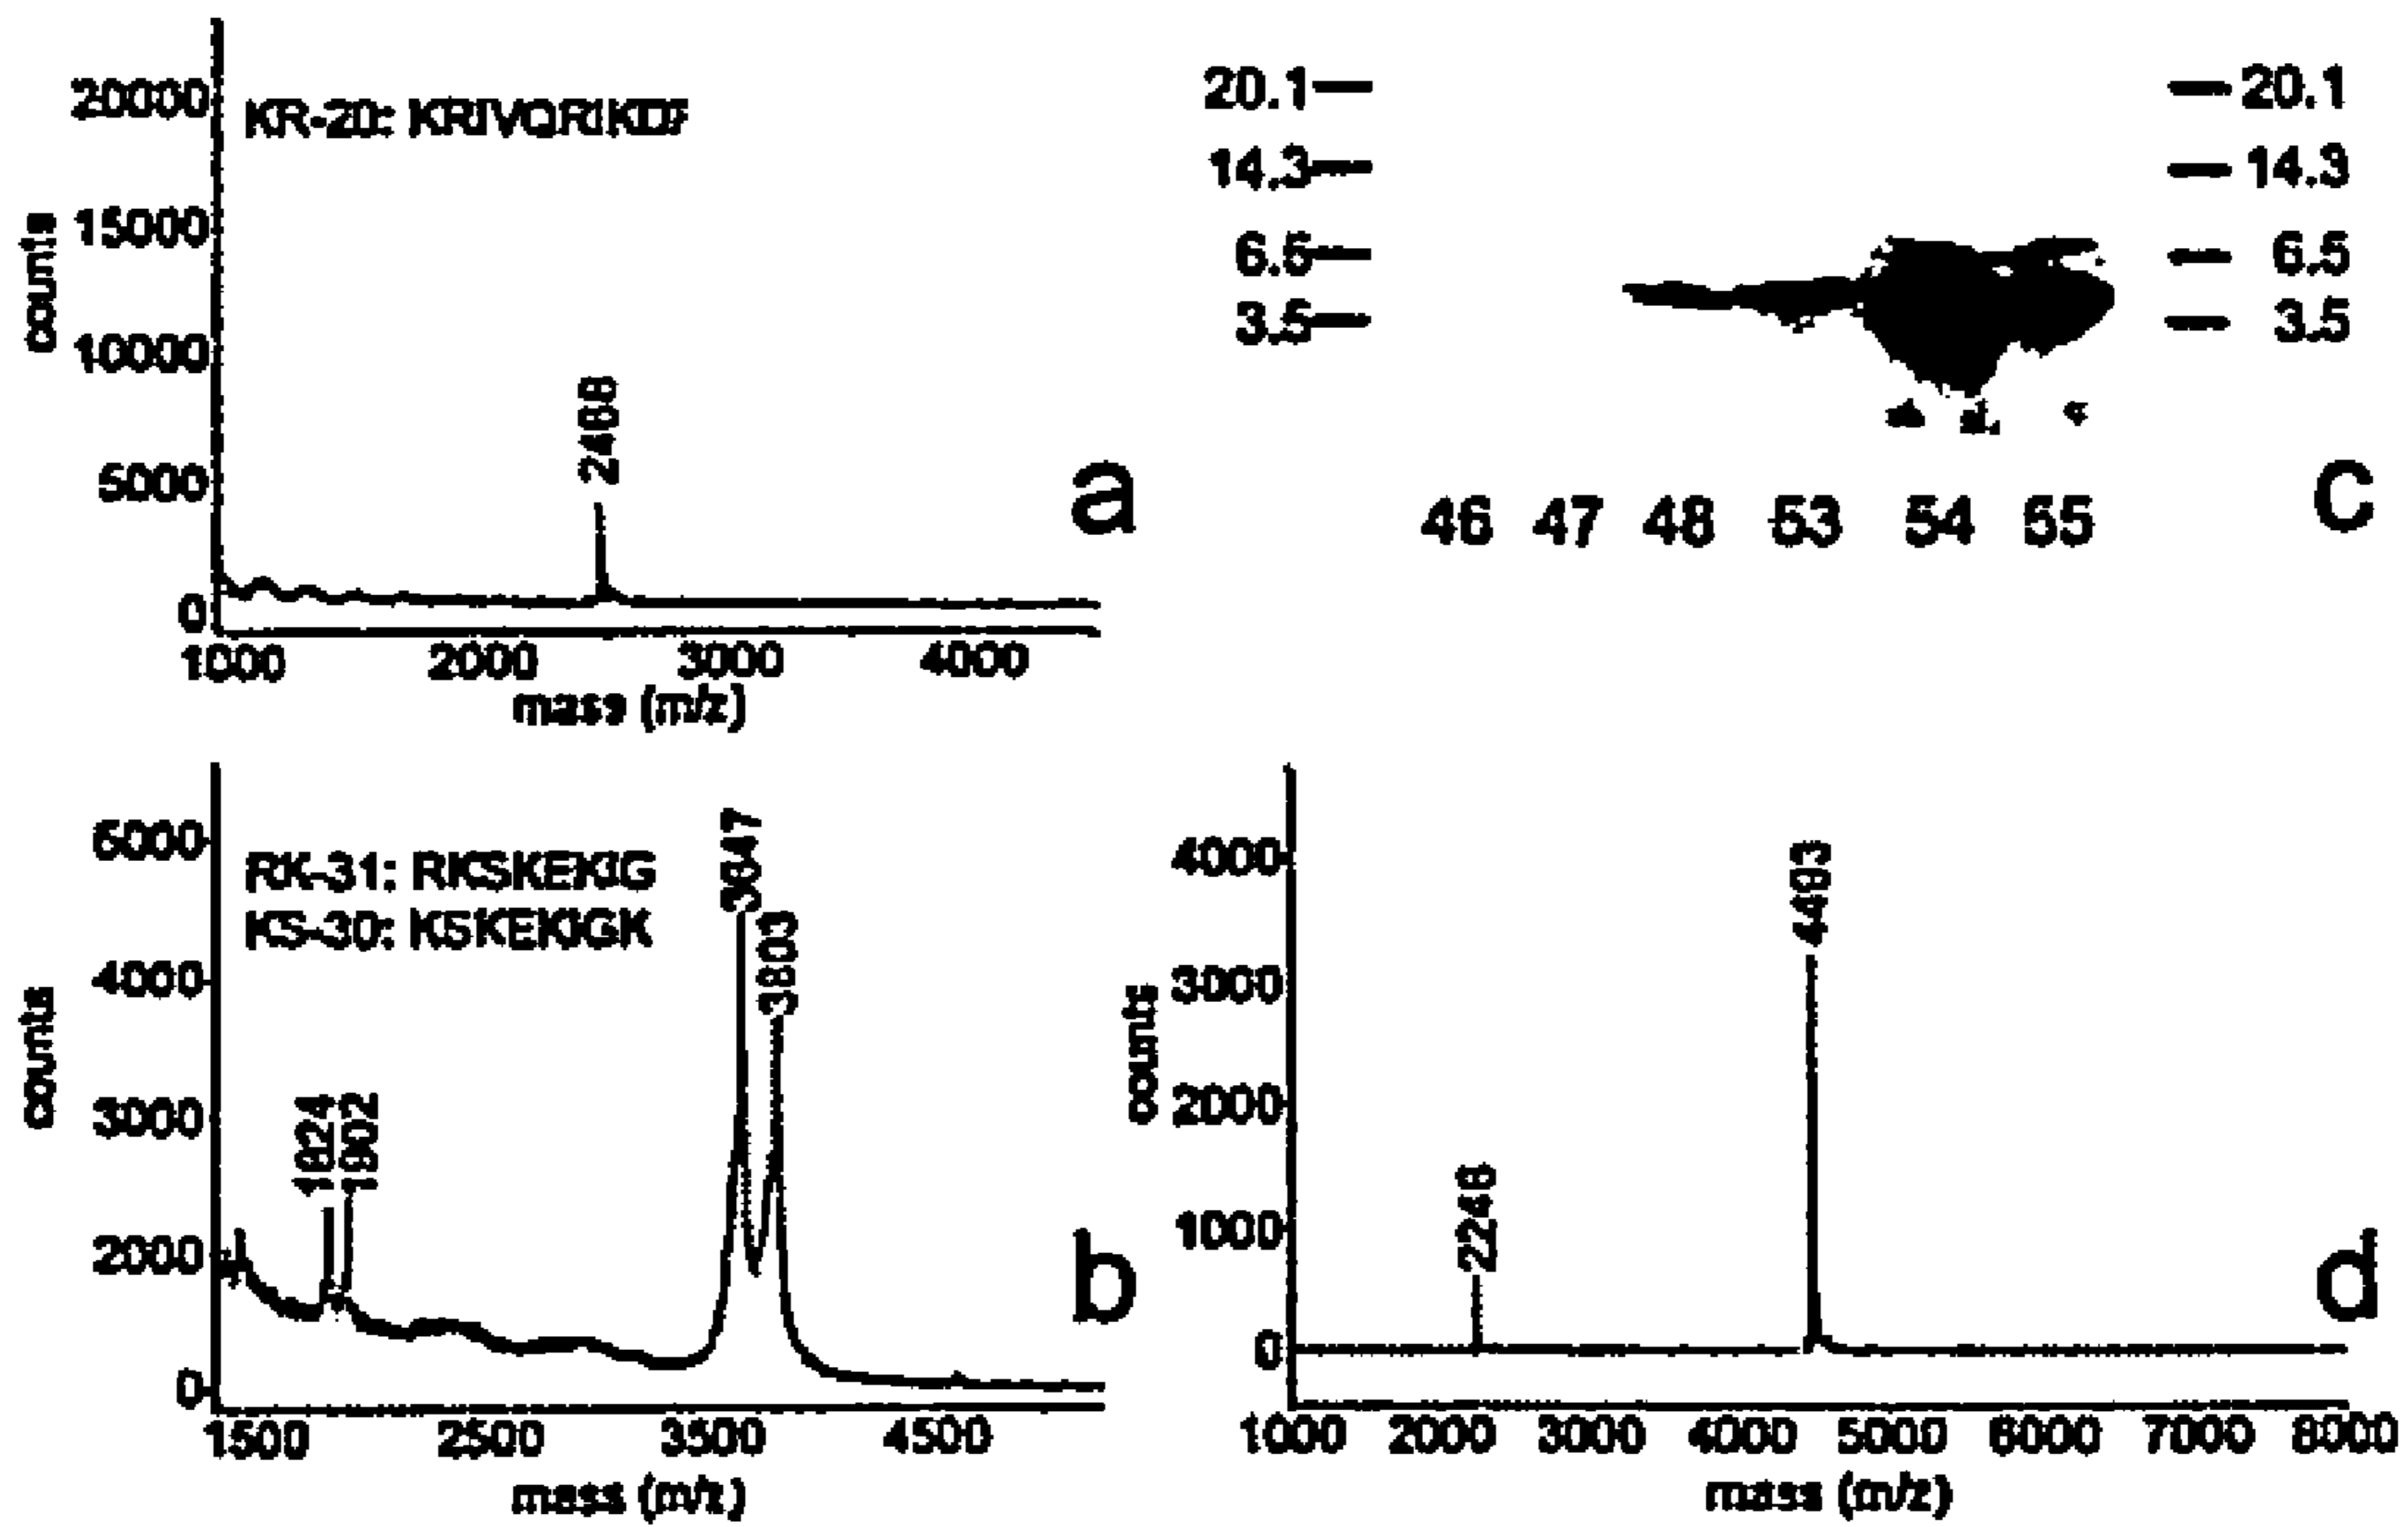 20000
15000
10000
5000
0
counts
KR-20: KRIVQRIKDF
2468
1000 2000 3000 4000
mass (m/z)
a
20.1 20.1
14.3 14.3
6.5 6.5
3.5 3.5
46 47 48 53 54 55
c
5000
4000
3000
2000
0
counts
RK-31: RKSKEKIG
KS-30: KSKEKIGK
1824
1902
3647
3803
1500 2500 3500 4500
mass (m/z)
b
4000
3000
2000
1000
0
counts
2248
4493
1000 2000 3000 4000 5000 6000 7000 8000
mass (m/z)
d